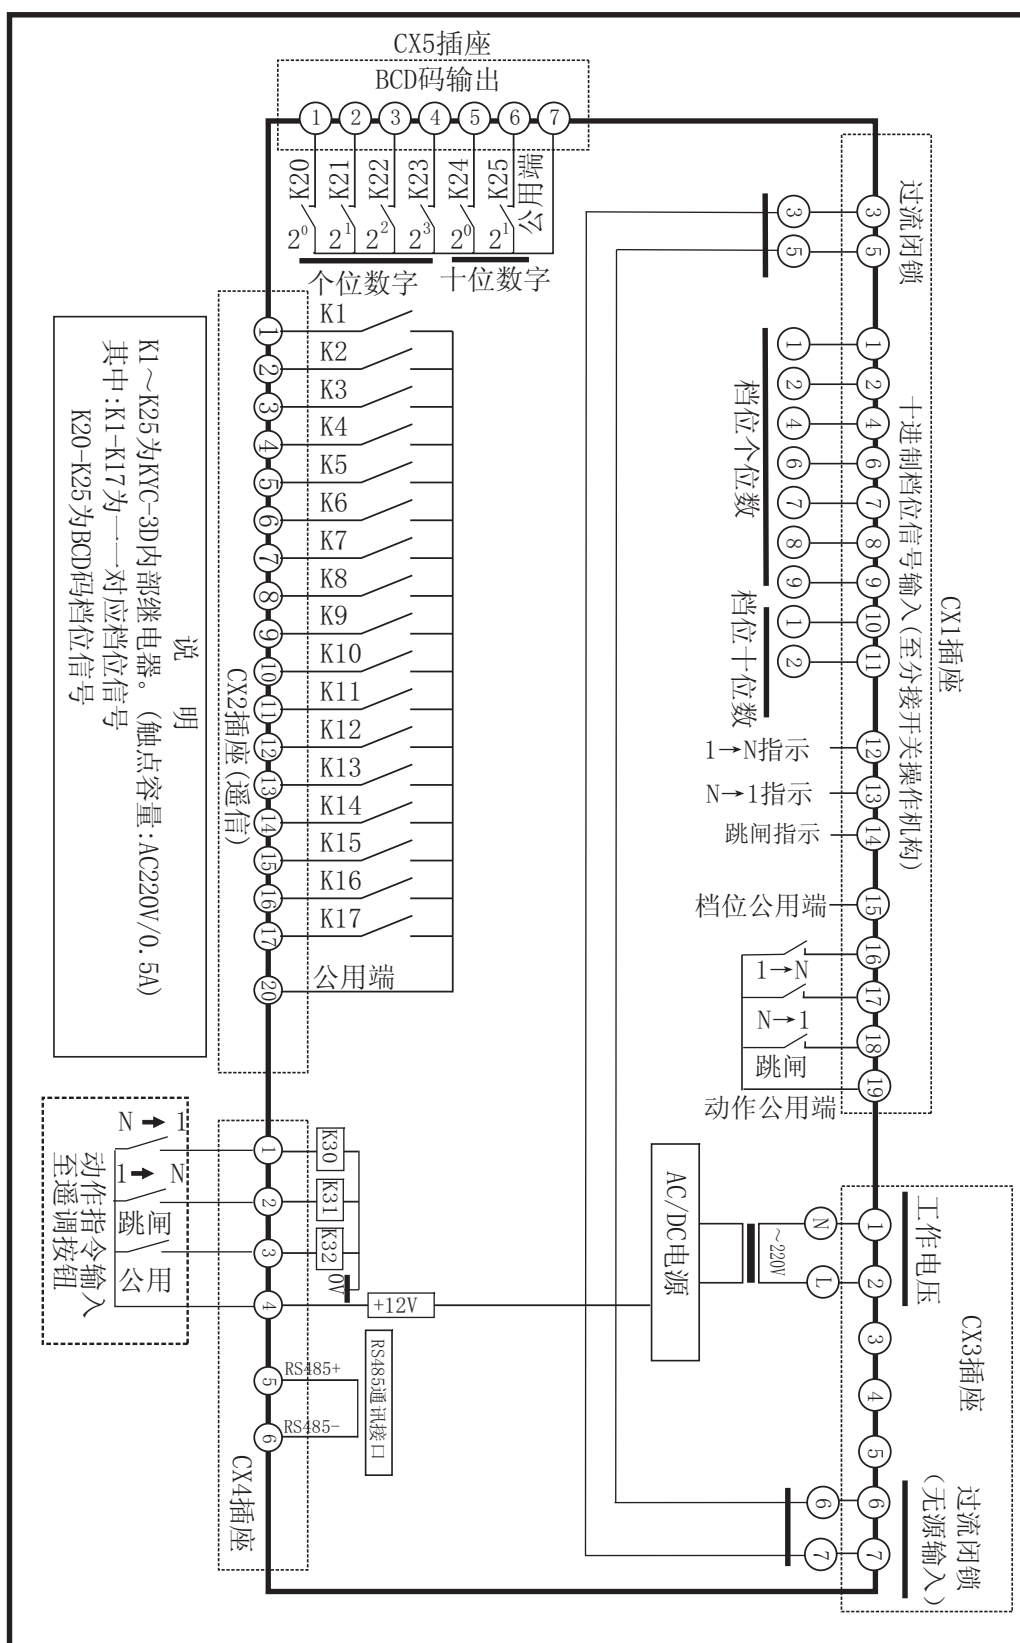 CX5插座
BCD码输出
1 2 3 4 5 6 7
K20 K21 K22 K23 K24 K25 公用端
2⁰ 2¹ 2² 2³ 2⁰ 2¹
个位数字 十位数字
1 K1
2 K2
3 K3
4 K4
5 K5
6 K6
7 K7
8 K8
9 K9
10 K10
11 K11
12 K12
13 K13
14 K14
15 K15
16 K16
17 K17
20 公用端
CX2插座(遥信)
说 明
K1～K25为KYC-3D内部继电器。(触点容量:AC220V/0.5A)
其中:K1-K17为一一对应档位信号
K20-K25为BCD码档位信号
CX1插座
十进制档位信号输入(至分接开关操作机构)
过流闭锁
3 3
5 5
档位个位数
1 1
2 2
4 4
6 6
7 7
8 8
9 9
档位十位数
1 10
2 11
1→N指示 12
N→1指示 13
跳闸指示 14
档位公用端 15
16
1→N
17
N→1
18
跳闸
19
动作公用端
N→1
1→N
跳闸
公用
动作指令输入
至遥调按钮
1 K30
2 K31
3 K32
0V
4 +12V
5 RS485+
6 RS485-
RS485通讯接口
CX4插座
AC/DC电源
～220V
N 1
L 2
工作电压
3
4
5
6 6
7 7
CX3插座
过流闭锁
(无源输入)